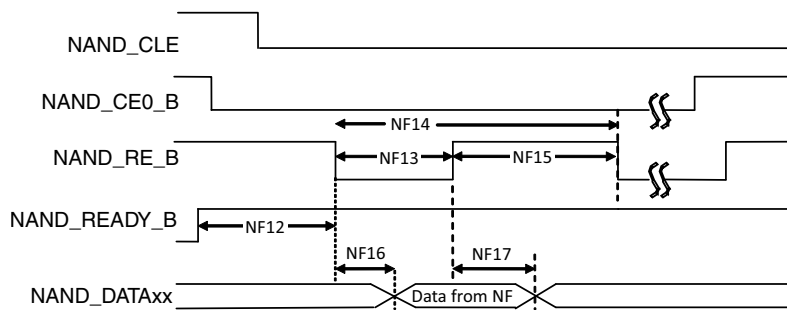 NAND_CLE
NAND_CE0_B
NF14
NAND_RE_B
NF13
NF15
NAND_READY_B
NF12
NF16
NF17
NAND_DATAxx
Data from NF